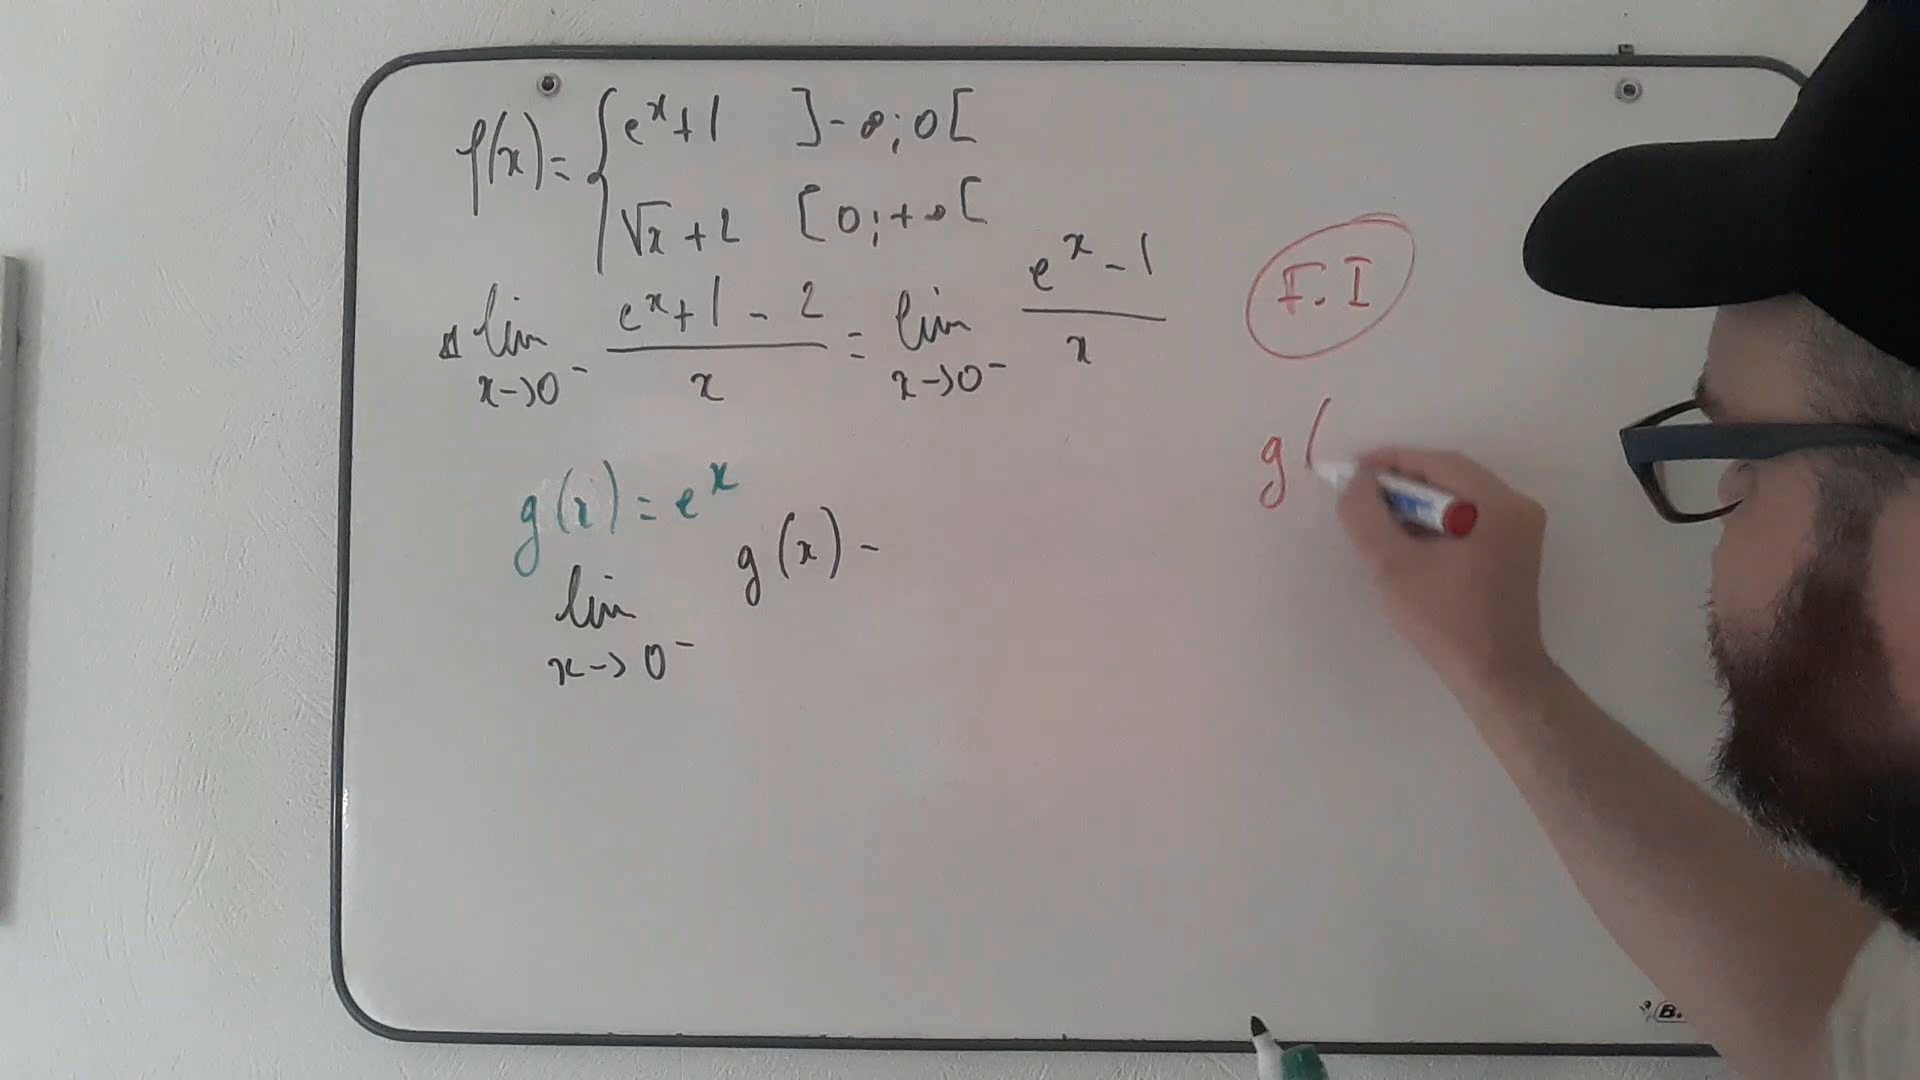 f(x) = { e^x + 1 ]-∞; 0[
√x + 2 [0; +∞[
lim x→0⁻ (e^x + 1 - 2)/x = lim x→0⁻ (e^x - 1)/x
F.I
g(x) = e^x
lim x→0⁻ g(x) -
g(
B.